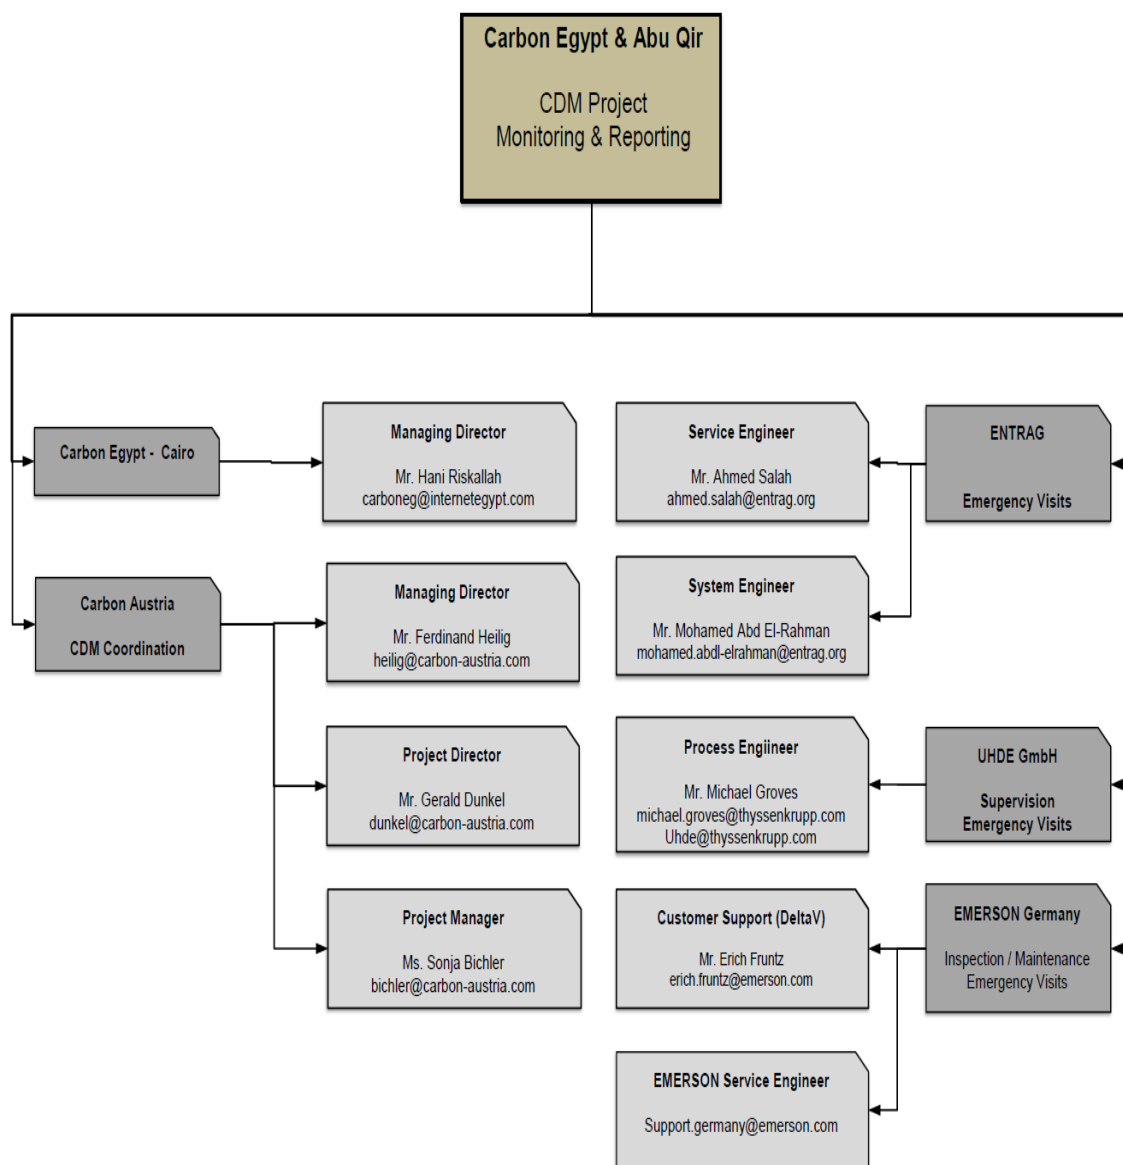 Carbon Egypt & Abu Qir
CDM Project
Monitoring & Reporting
Carbon Egypt - Cairo
Managing Director
Mr. Hani Riskallah
carboneg@internetegypt.com
Service Engineer
Mr. Ahmed Salah
ahmed.salah@entrag.org
ENTRAG
Emergency Visits
Carbon Austria
CDM Coordination
Managing Director
Mr. Ferdinand Heilig
heilig@carbon-austria.com
System Engineer
Mr. Mohamed Abd El-Rahman
mohamed.abdl-elrahman@entrag.org
Project Director
Mr. Gerald Dunkel
dunkel@carbon-austria.com
Process Engiineer
Mr. Michael Groves
michael.groves@thyssenkrupp.com
Uhde@thyssenkrupp.com
UHDE GmbH
Supervision
Emergency Visits
Project Manager
Ms. Sonja Bichler
bichler@carbon-austria.com
Customer Support (DeltaV)
Mr. Erich Fruntz
erich.fruntz@emerson.com
EMERSON Germany
Inspection / Maintenance
Emergency Visits
EMERSON Service Engineer
Support.germany@emerson.com